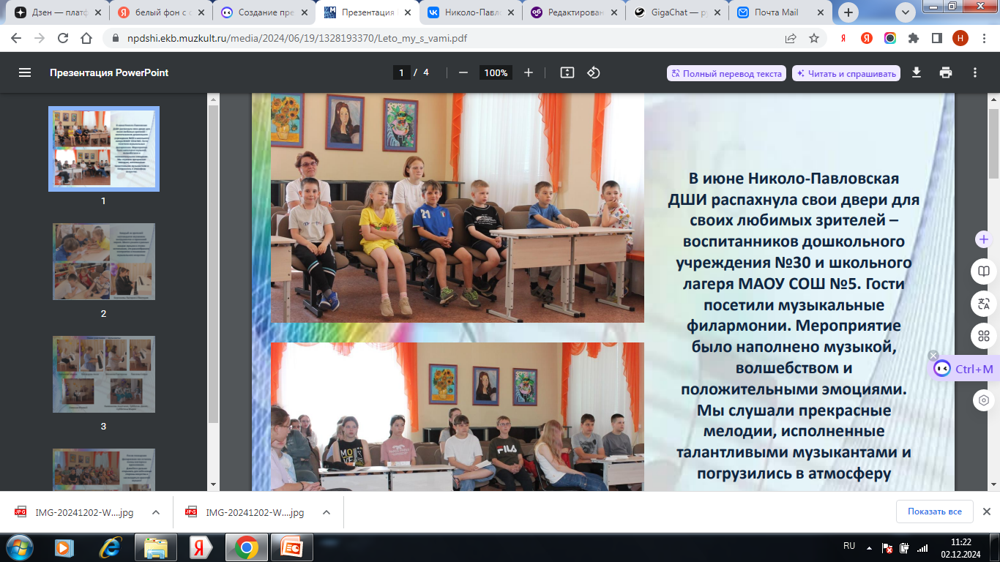 Дзен — платф
белый фон с с
Создание пре
Презентация
Николо-Павл
Редактирован
GigaChat — р
Почта Mail
npdshi.ekb.muzkult.ru/media/2024/06/19/1328193370/Leto_my_s_vami.pdf
Презентация PowerPoint
1 / 4
100%
Полный перевод текста
Читать и спрашивать
1
2
3
В июне Николо-Павловская
ДШИ распахнула свои двери для
своих любимых зрителей –
воспитанников дошкольного
учреждения №30 и школьного
лагеря МАОУ СОШ №5. Гости
посетили музыкальные
филармонии. Мероприятие
было наполнено музыкой,
волшебством и
положительными эмоциями.
Мы слушали прекрасные
мелодии, исполненные
талантливыми музыкантами и
погрузились в атмосферу
21
FILA
Ctrl+M
IMG-20241202-W....jpg
IMG-20241202-W....jpg
Показать все
RU
11:22
02.12.2024